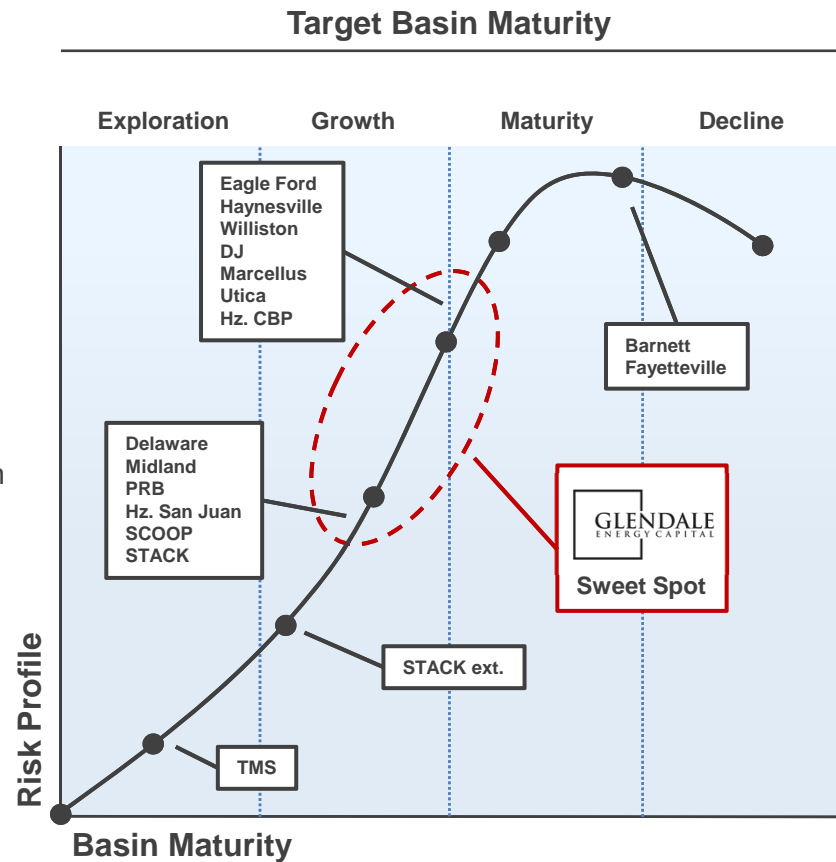 Target Basin Maturity
Exploration
Growth
Maturity
Decline
Eagle Ford
Haynesville
Williston
DJ
Marcellus
Utica
Hz. CBP
Barnett
Fayetteville
Delaware
Midland
PRB
Hz. San Juan
SCOOP
STACK
GLENDALE
ENERGY CAPITAL
Sweet Spot
STACK ext.
TMS
Risk Profile
Basin Maturity